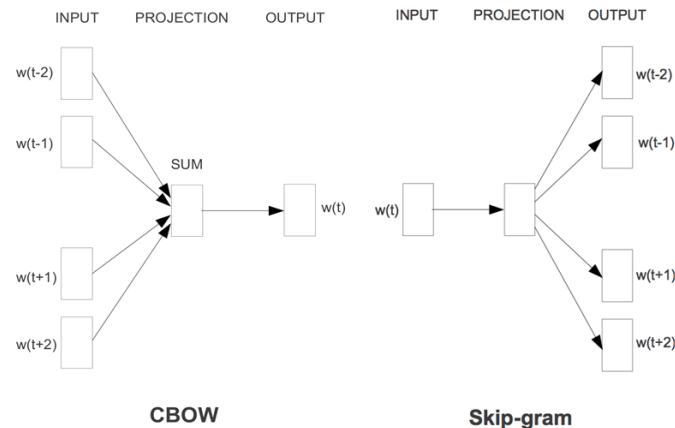 INPUT PROJECTION OUTPUT
w(t-2)
w(t-1)
SUM
w(t)
w(t+1)
w(t+2)
CBOW
INPUT PROJECTION OUTPUT
w(t-2)
w(t-1)
w(t)
w(t+1)
w(t+2)
Skip-gram